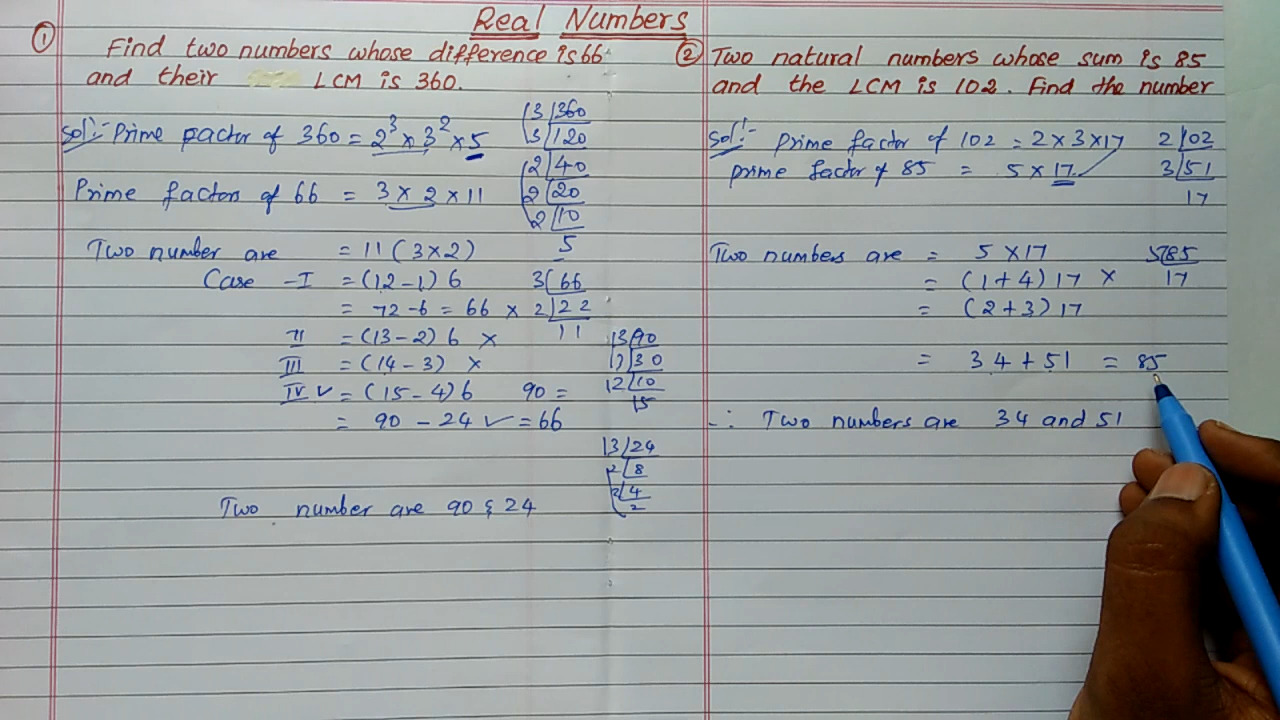 Real Numbers
① Find two numbers whose difference is 66
and their LCM is 360.
Sol:- Prime factor of 360 = 2³ × 3² × 5
3 360
3 120
2 40
2 20
2 10
5
Prime factors of 66 = 3 × 2 × 11
Two number are = 11 (3×2)
Case - I = (12-1) 6
= 72 - 6 = 66 ×
3 66
2 22
11
II = (13-2) 6 ×
III = (14-3) ×
IV ✓ = (15-4) 6 90 =
= 90 - 24 ✓ = 66
3 90
30
2 10
5
3 24
2 8
2 4
2
Two number are 90 & 24
② Two natural numbers whose sum is 85
and the LCM is 102. Find the number
Sol:- Prime factor of 102 = 2 × 3 × 17
prime factor of 85 = 5 × 17
2 102
3 51
17
Two numbers are = 5 × 17
= (1+4) 17 ×
= (2+3) 17
5 85
17
= 34 + 51 = 85
∴ Two numbers are 34 and 51